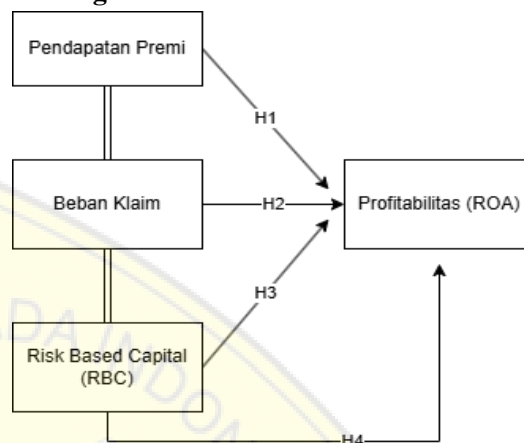 Pendapatan Premi
H1
Beban Klaim
H2
Profitabilitas (ROA)
H3
Risk Based Capital
(RBC)
H4